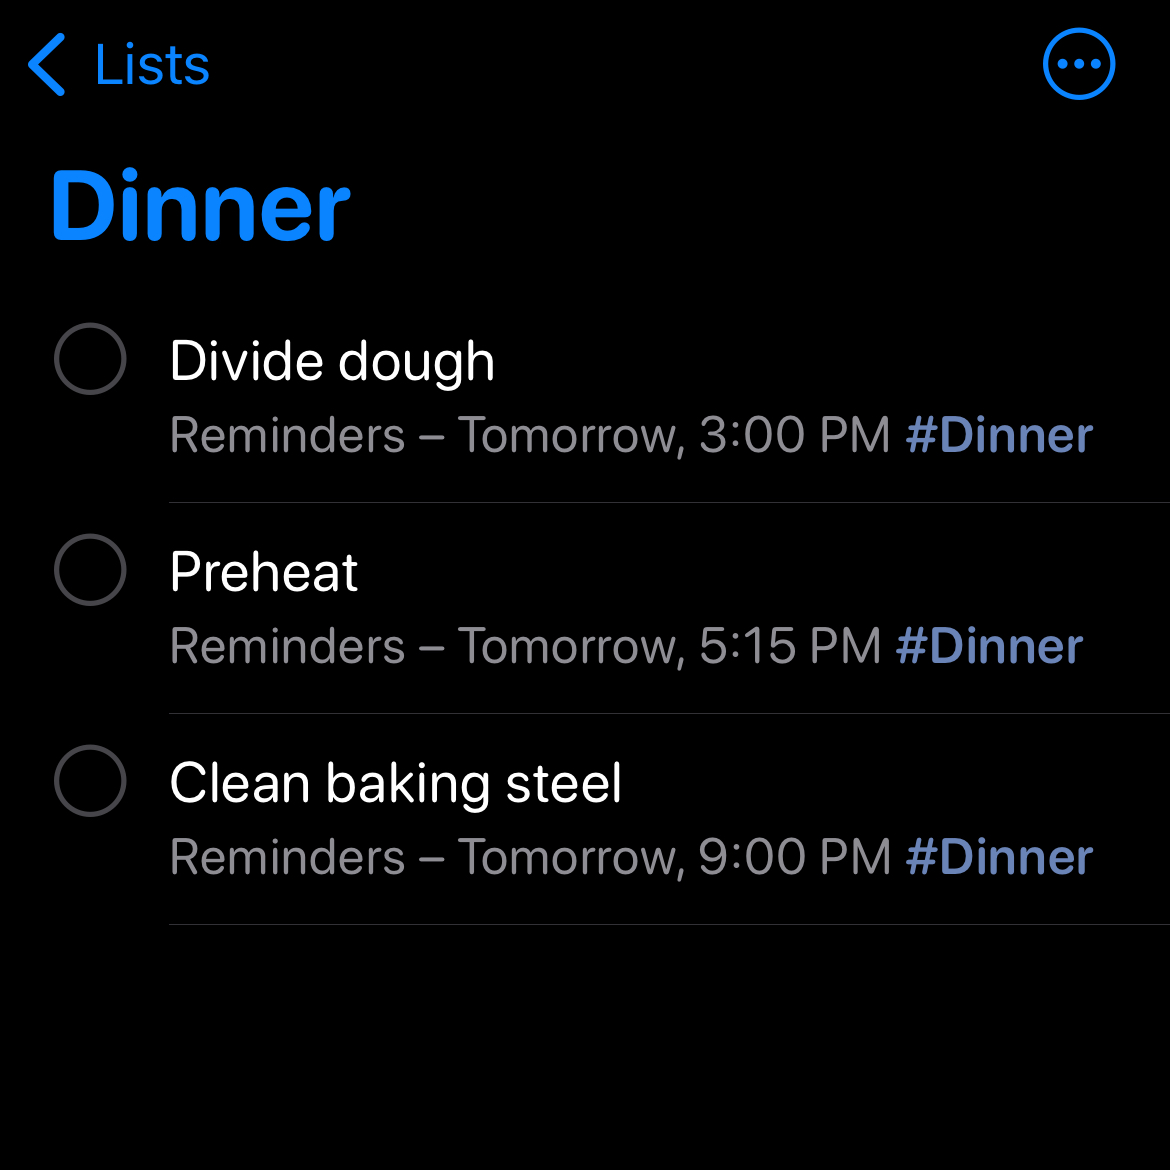 Lists
Dinner
Divide dough
Reminders – Tomorrow, 3:00 PM #Dinner
Preheat
Reminders – Tomorrow, 5:15 PM #Dinner
Clean baking steel
Reminders – Tomorrow, 9:00 PM #Dinner